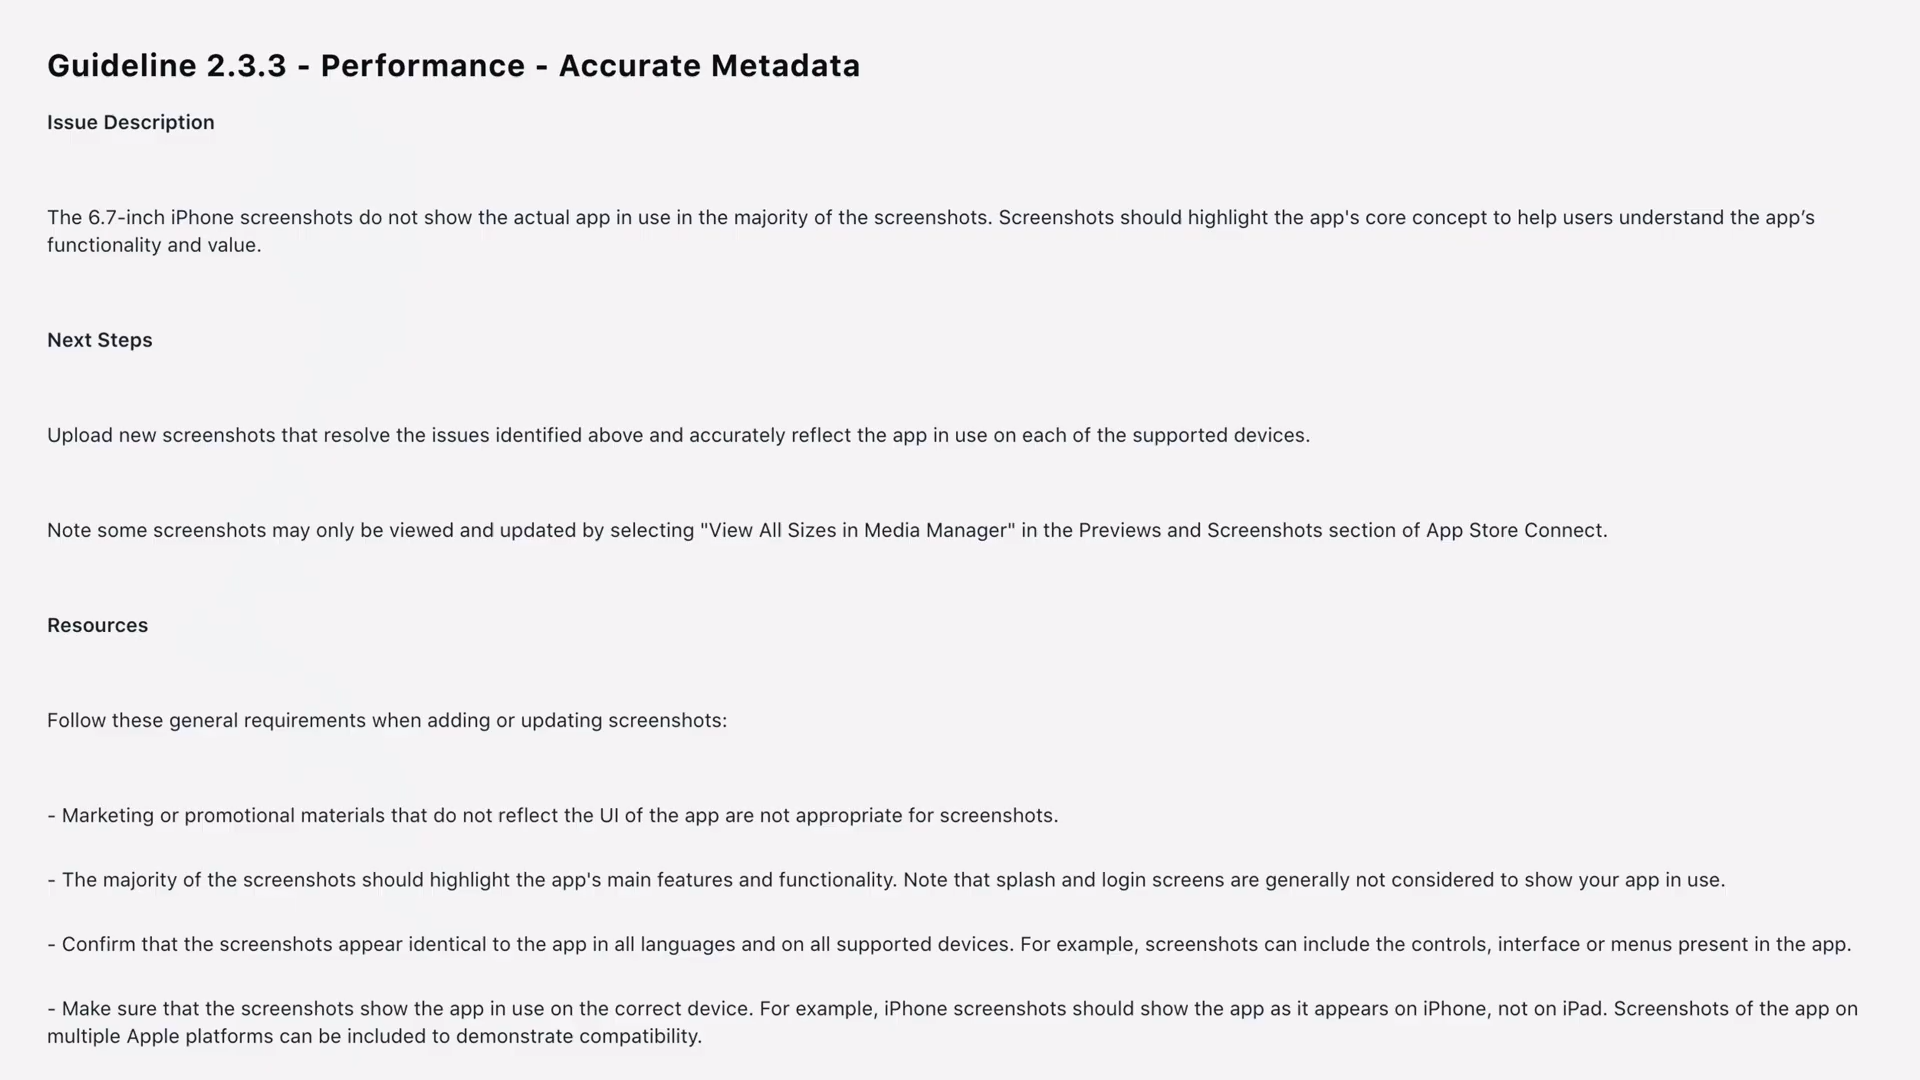 Guideline 2.3.3 - Performance - Accurate Metadata
Issue Description
The 6.7-inch iPhone screenshots do not show the actual app in use in the majority of the screenshots. Screenshots should highlight the app's core concept to help users understand the app’s
functionality and value.
Next Steps
Upload new screenshots that resolve the issues identified above and accurately reflect the app in use on each of the supported devices.
Note some screenshots may only be viewed and updated by selecting "View All Sizes in Media Manager" in the Previews and Screenshots section of App Store Connect.
Resources
Follow these general requirements when adding or updating screenshots:
- Marketing or promotional materials that do not reflect the UI of the app are not appropriate for screenshots.
- The majority of the screenshots should highlight the app's main features and functionality. Note that splash and login screens are generally not considered to show your app in use.
- Confirm that the screenshots appear identical to the app in all languages and on all supported devices. For example, screenshots can include the controls, interface or menus present in the app.
- Make sure that the screenshots show the app in use on the correct device. For example, iPhone screenshots should show the app as it appears on iPhone, not on iPad. Screenshots of the app on
multiple Apple platforms can be included to demonstrate compatibility.